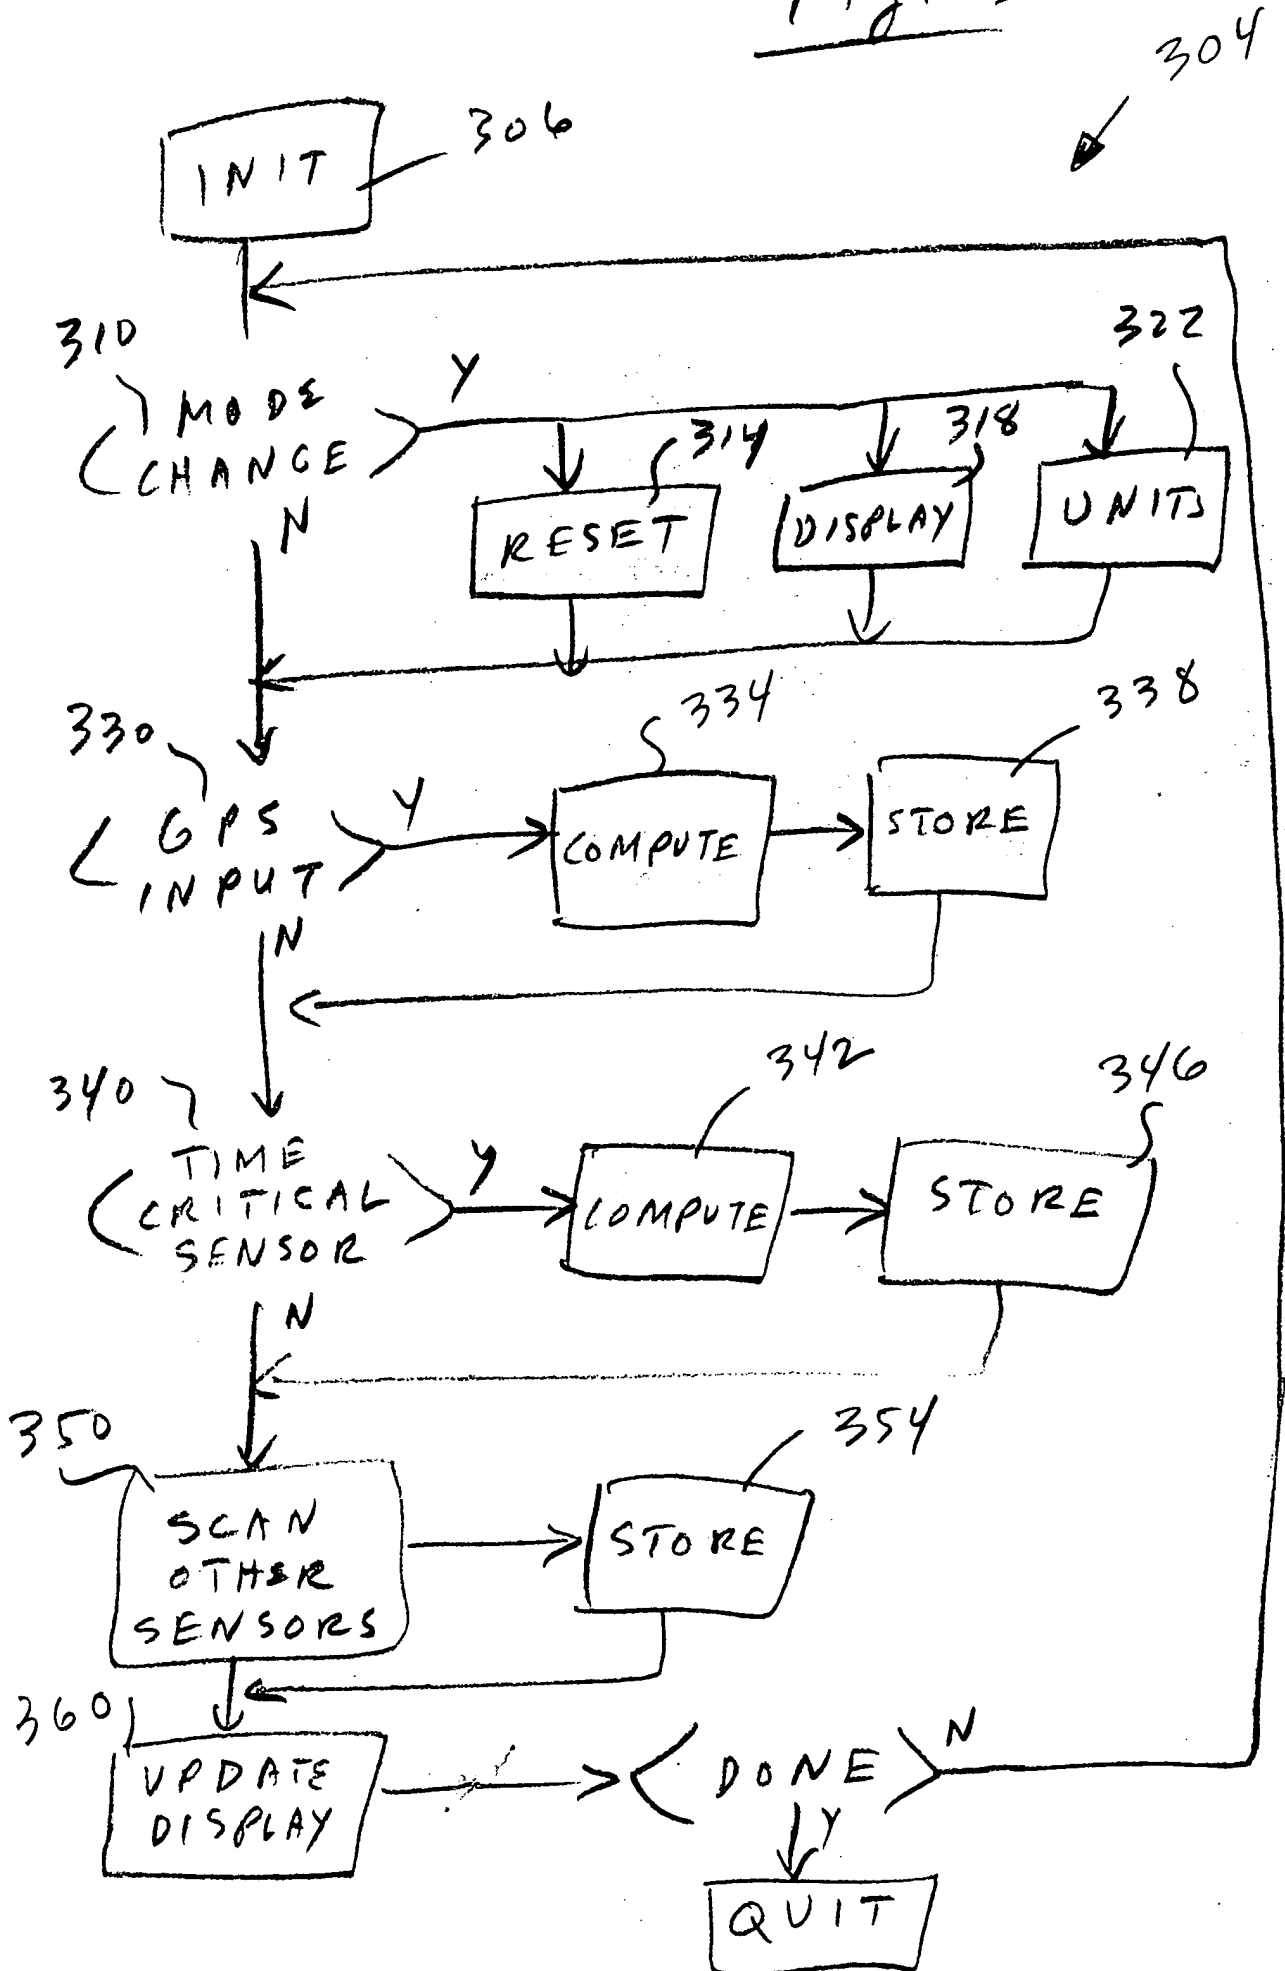 304
306
INIT
310
322
Y
MODE
CHANGE
314
318
N
RESET
DISPLAY
UNITS
334
338
330
Y
GPS
INPUT
COMPUTE
STORE
N
342
346
340
TIME
CRITICAL
SENSOR
Y
COMPUTE
STORE
N
350
354
SCAN
OTHER
SENSORS
STORE
360
UPDATE
DISPLAY
DONE
N
Y
QUIT